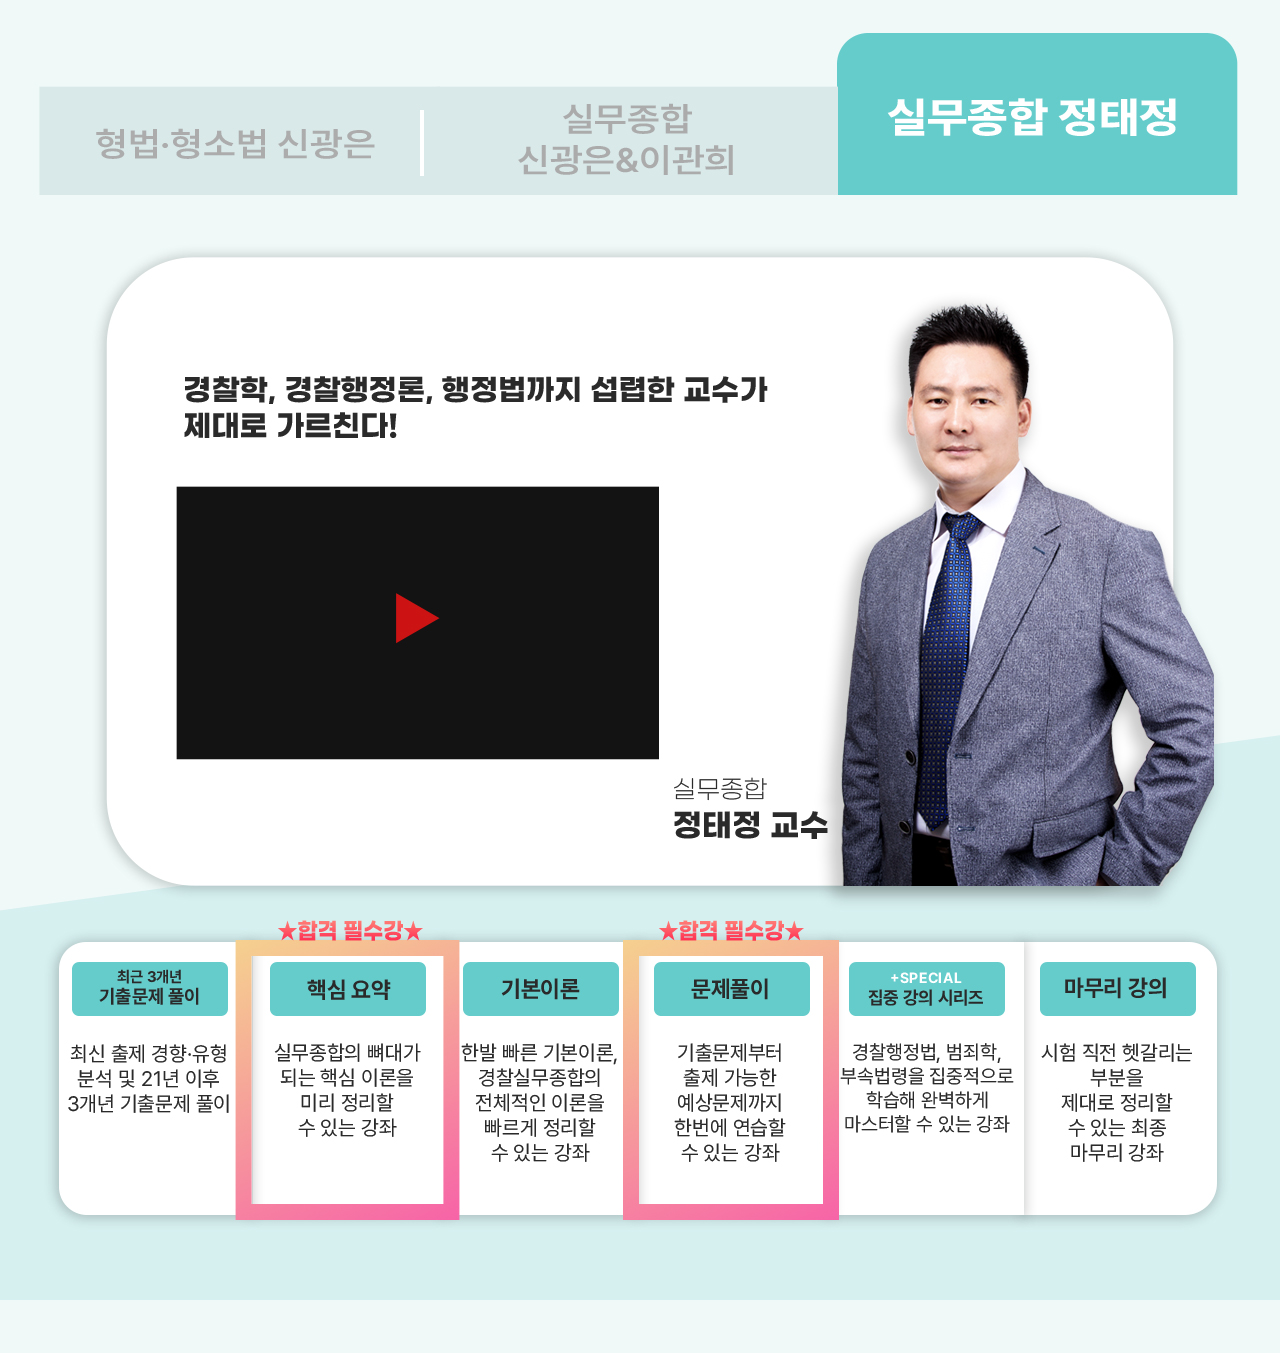 형법·형소법 신광은
실무종합
신광은&이관희
실무종합 정태정
경찰학, 경찰행정론, 행정법까지 섭렵한 교수가
제대로 가르친다!
실무종합
정태정 교수
최근 3개년
기출문제 풀이
최신 출제 경향·유형
분석 및 21년 이후
3개년 기출문제 풀이
★합격 필수강★
핵심 요약
실무종합의 뼈대가
되는 핵심 이론을
미리 정리할
수 있는 강좌
기본이론
한발 빠른 기본이론,
경찰실무종합의
전체적인 이론을
빠르게 정리할
수 있는 강좌
★합격 필수강★
문제풀이
기출문제부터
출제 가능한
예상문제까지
한번에 연습할
수 있는 강좌
+SPECIAL
집중 강의 시리즈
경찰행정법, 범죄학,
부속법령을 집중적으로
학습해 완벽하게
마스터할 수 있는 강좌
마무리 강의
시험 직전 헷갈리는
부분을
제대로 정리할
수 있는 최종
마무리 강좌